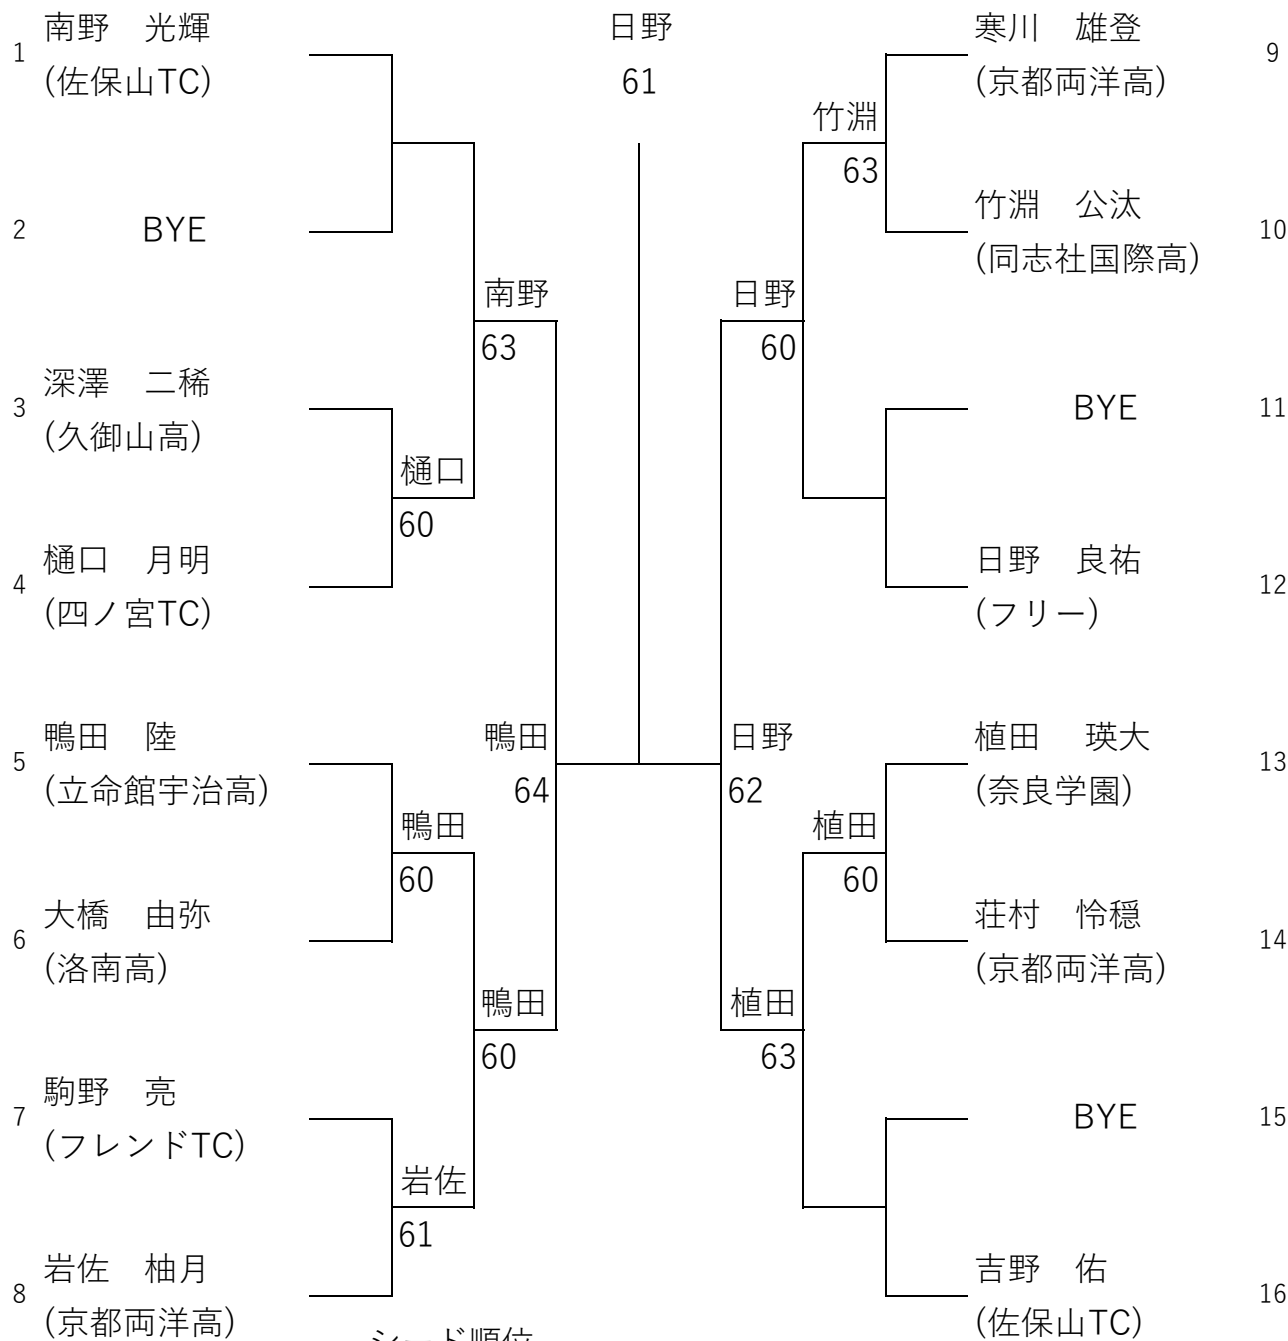 日野
61
1
南野　光輝
(佐保山TC)
2
BYE
3
深澤　二稀
(久御山高)
4
樋口　月明
(四ノ宮TC)
5
鴨田　陸
(立命館宇治高)
6
大橋　由弥
(洛南高)
7
駒野　亮
(フレンドTC)
8
岩佐　柚月
(京都両洋高)
樋口
60
鴨田
60
岩佐
61
南野
63
鴨田
60
鴨田
64
日野
62
日野
60
植田
63
竹淵
63
植田
60
寒川　雄登
(京都両洋高)
9
竹淵　公汰
(同志社国際高)
10
BYE
11
日野　良祐
(フリー)
12
植田　瑛大
(奈良学園)
13
荘村　怜穏
(京都両洋高)
14
BYE
15
吉野　佑
(佐保山TC)
16
シード順位